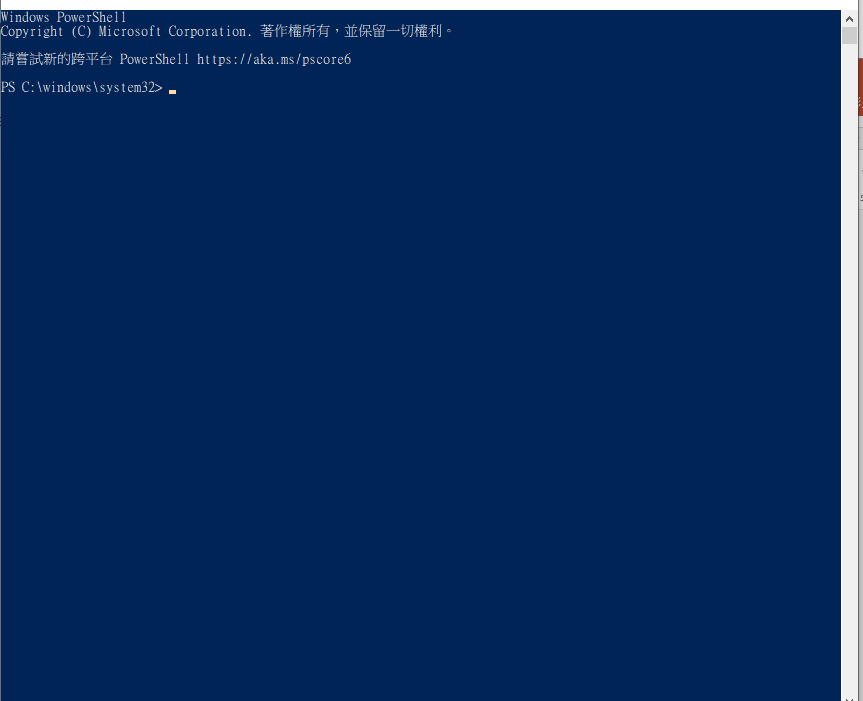 Windows PowerShell
Copyright (C) Microsoft Corporation. 著作權所有，並保留一切權利。
請嘗試新的跨平台 PowerShell https://aka.ms/pscore6
PS C:\windows\system32>